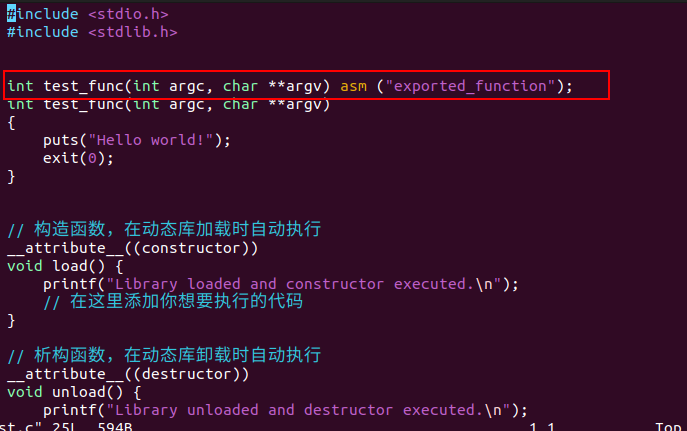 #include <stdio.h>
#include <stdlib.h>
int test_func(int argc, char **argv) asm ("exported_function");
int test_func(int argc, char **argv)
{
    puts("Hello world!");
    exit(0);
}
// 构造函数，在动态库加载时自动执行
__attribute__((constructor))
void load() {
    printf("Library loaded and constructor executed.\n");
    // 在这里添加你想要执行的代码
}
// 析构函数，在动态库卸载时自动执行
__attribute__((destructor))
void unload() {
    printf("Library unloaded and destructor executed.\n");
st.c" 25L, 594B 1,1 Top